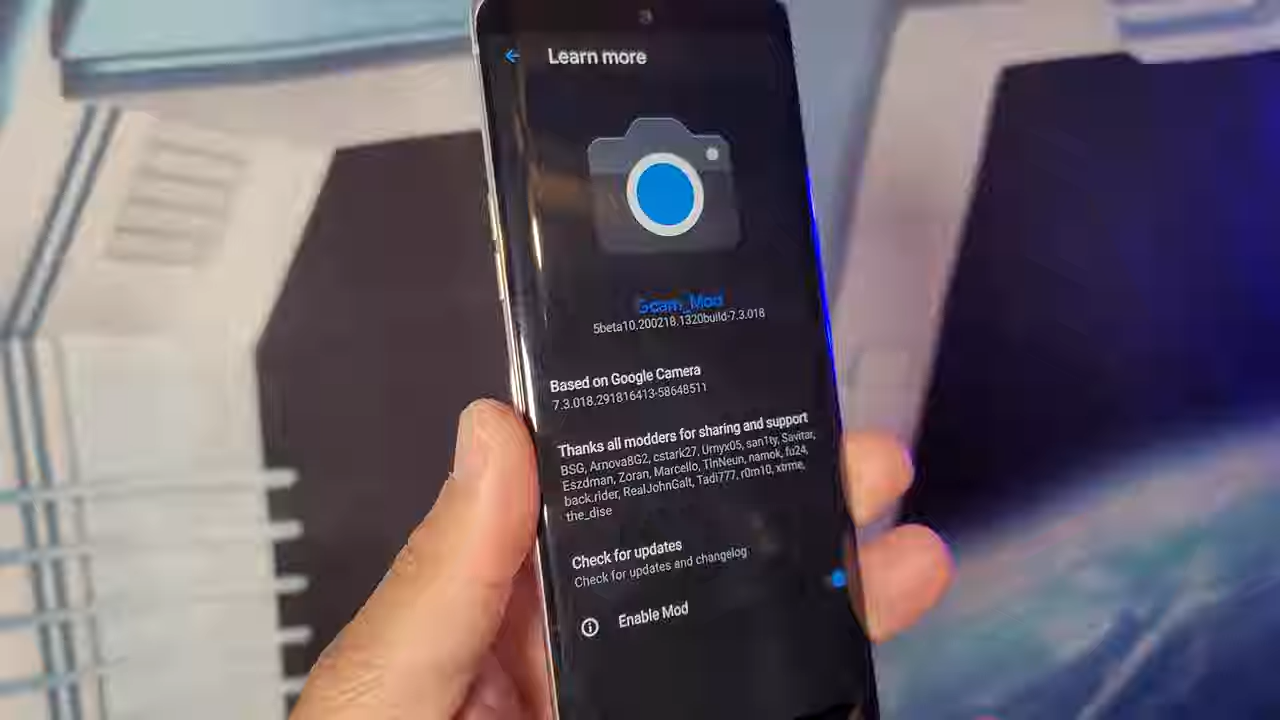 Learn more
Gcam_Mod
5beta10.200218.1320build-7.3.018
Based on Google Camera
7.3.018.291816413-58648511
Thanks all modders for sharing and support
BSG, Arnova8G2, cstark27, Urnyx05, san1ty, Savitar,
Eszdman, Zoran, Marcello, TlnNeun, namok, fu24,
back.rider, RealJohnGalt, Tadi777, r0m10, xtrme,
the_dise
Check for updates
Check for updates and changelog
Enable Mod